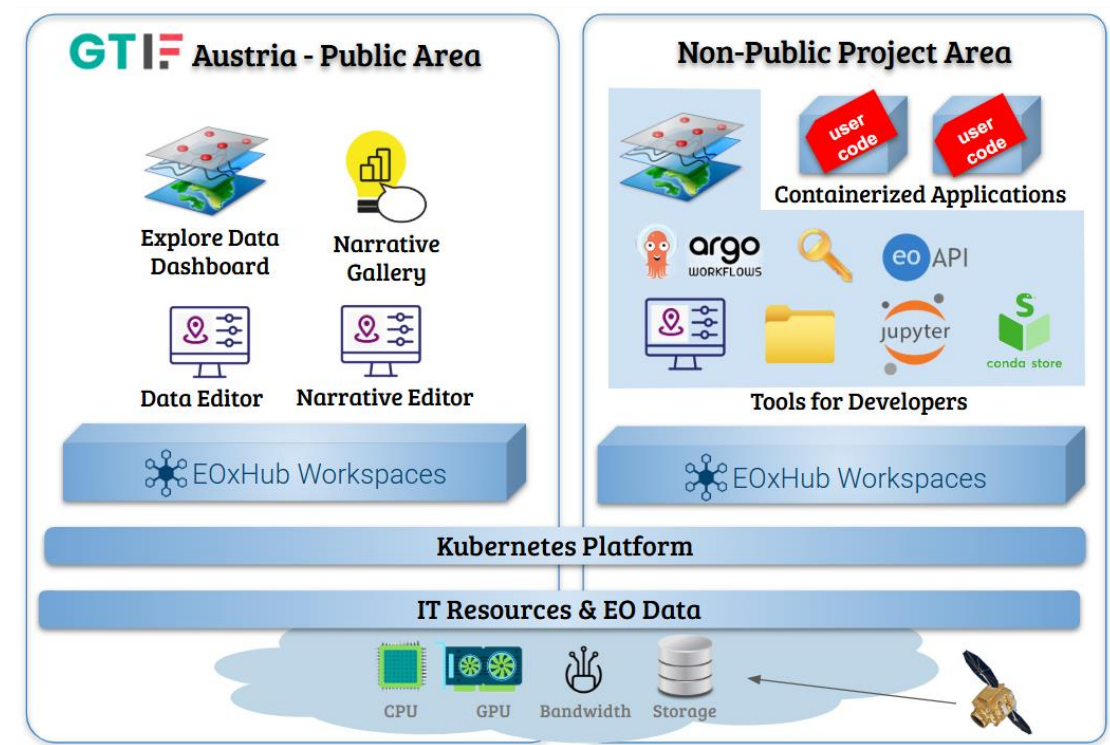 GTIF Austria - Public Area
Explore Data
Dashboard
Narrative
Gallery
Data Editor
Narrative Editor
EOxHub Workspaces
Non-Public Project Area
user
code
user
code
Containerized Applications
argo
WORKFLOWS
eo API
jupyter
S
conda store
Tools for Developers
EOxHub Workspaces
Kubernetes Platform
IT Resources & EO Data
CPU
GPU
Bandwidth
Storage